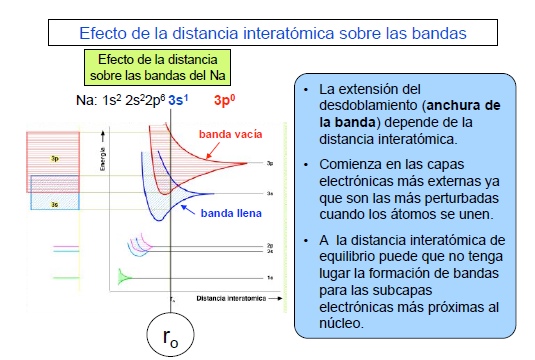 Efecto de la distancia interatómica sobre las bandas
Efecto de la distancia
sobre las bandas del Na
Na: 1s² 2s²2p⁶ 3s¹ 3p⁰
Energía
banda vacía
3p
3p
3s
3s
banda llena
2p
2s
1s
r₀
Distancia interatomica
r₀
• La extensión del
desdoblamiento (anchura de
la banda) depende de la
distancia interatómica.
• Comienza en las capas
electrónicas más externas ya
que son las más perturbadas
cuando los átomos se unen.
• A la distancia interatómica de
equilibrio puede que no tenga
lugar la formación de bandas
para las subcapas
electrónicas más próximas al
núcleo.